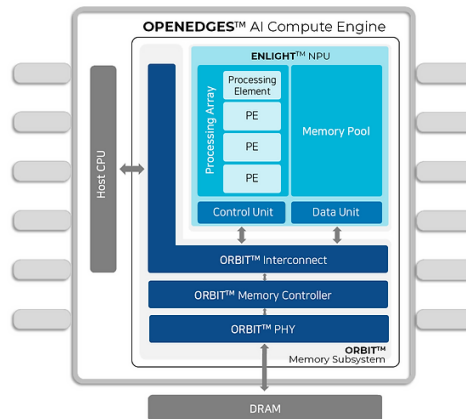 OPENEDGES™ AI Compute Engine
ENLIGHT™ NPU
Host CPU
Processing Array
Processing
Element
PE
PE
PE
Memory Pool
Control Unit
Data Unit
ORBIT™ Interconnect
ORBIT™ Memory Controller
ORBIT™ PHY
ORBIT™
Memory Subsystem
DRAM